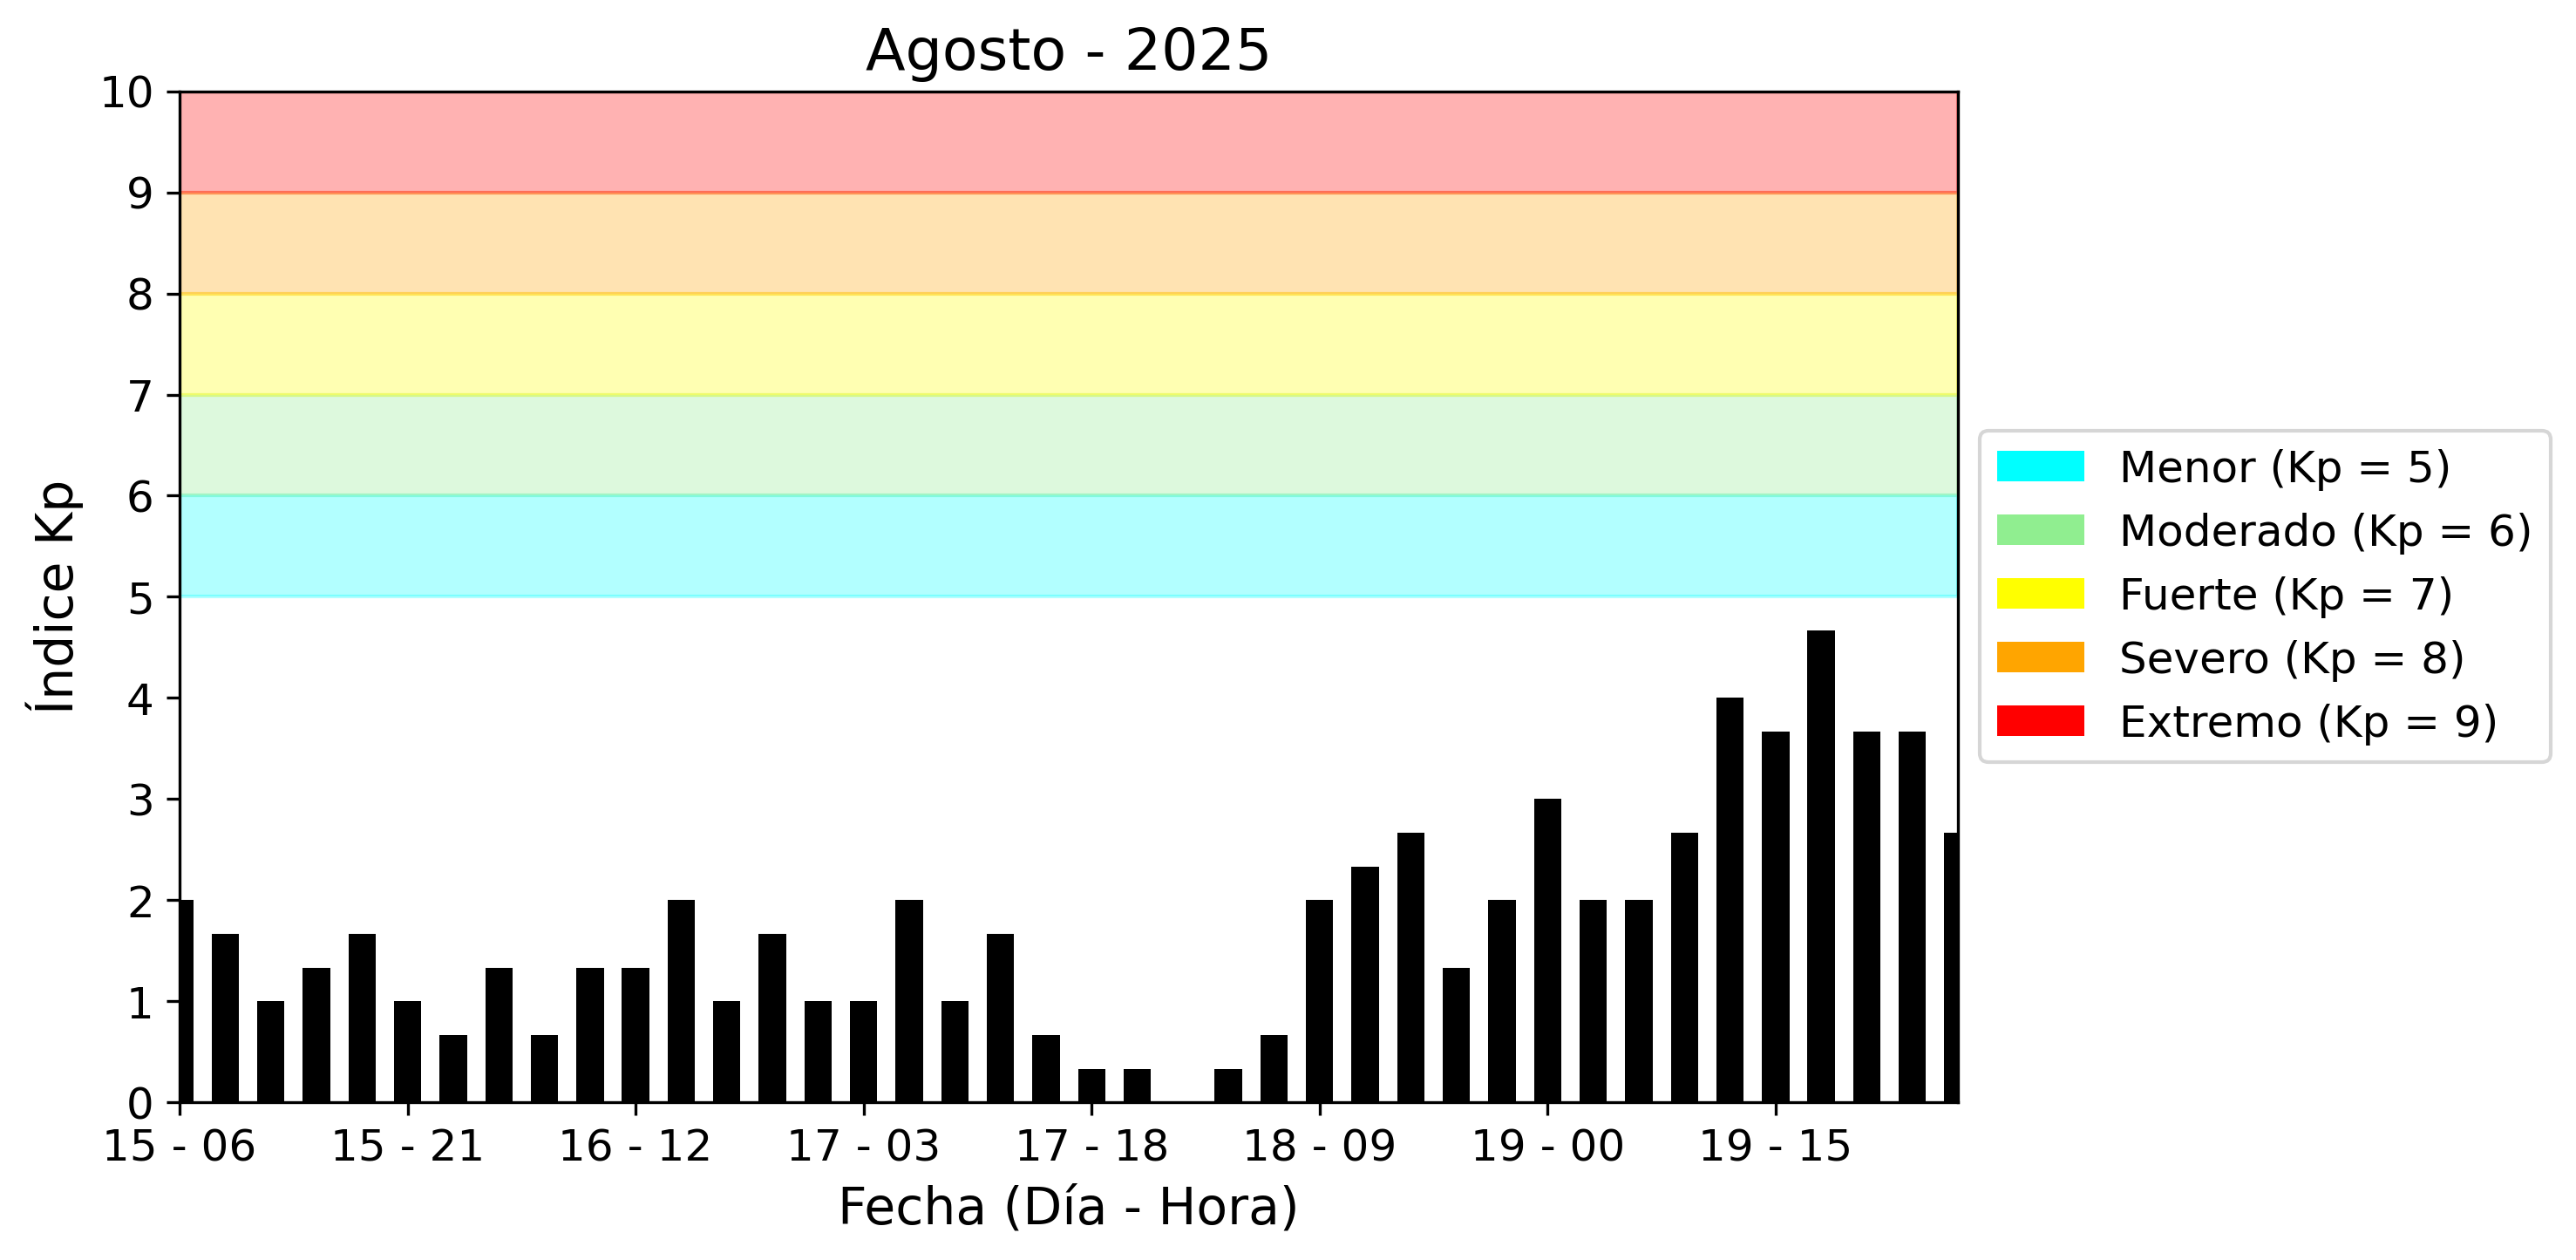 Agosto - 2025
10
9
8
7
6
5
4
3
2
1
0
Índice Kp
15 - 06
15 - 21
16 - 12
17 - 03
17 - 18
18 - 09
19 - 00
19 - 15
Fecha (Día - Hora)
Menor (Kp = 5)
Moderado (Kp = 6)
Fuerte (Kp = 7)
Severo (Kp = 8)
Extremo (Kp = 9)